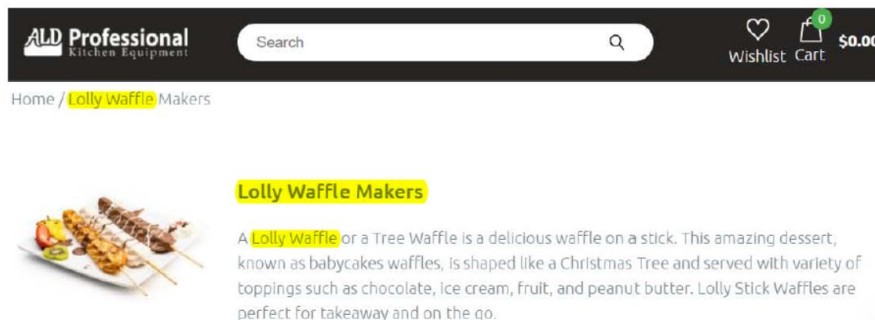 ALD Professional
Kitchen Equipment
Search
0
Wishlist Cart $0.00
Home / Lolly Waffle Makers
Lolly Waffle Makers
A Lolly Waffle or a Tree Waffle is a delicious waffle on a stick. This amazing dessert,
known as babycakes waffles, is shaped like a Christmas Tree and served with variety of
toppings such as chocolate, ice cream, fruit, and peanut butter. Lolly Stick Waffles are
perfect for takeaway and on the go.